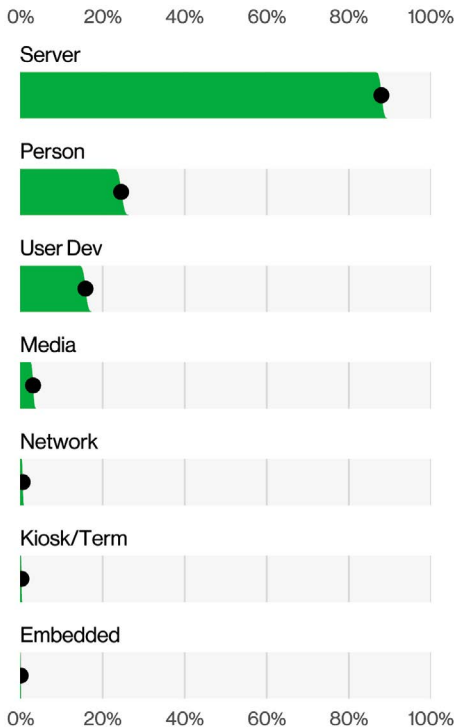 0% 20% 40% 60% 80% 100%
Server
Person
User Dev
Media
Network
Kiosk/Term
Embedded
0% 20% 40% 60% 80% 100%